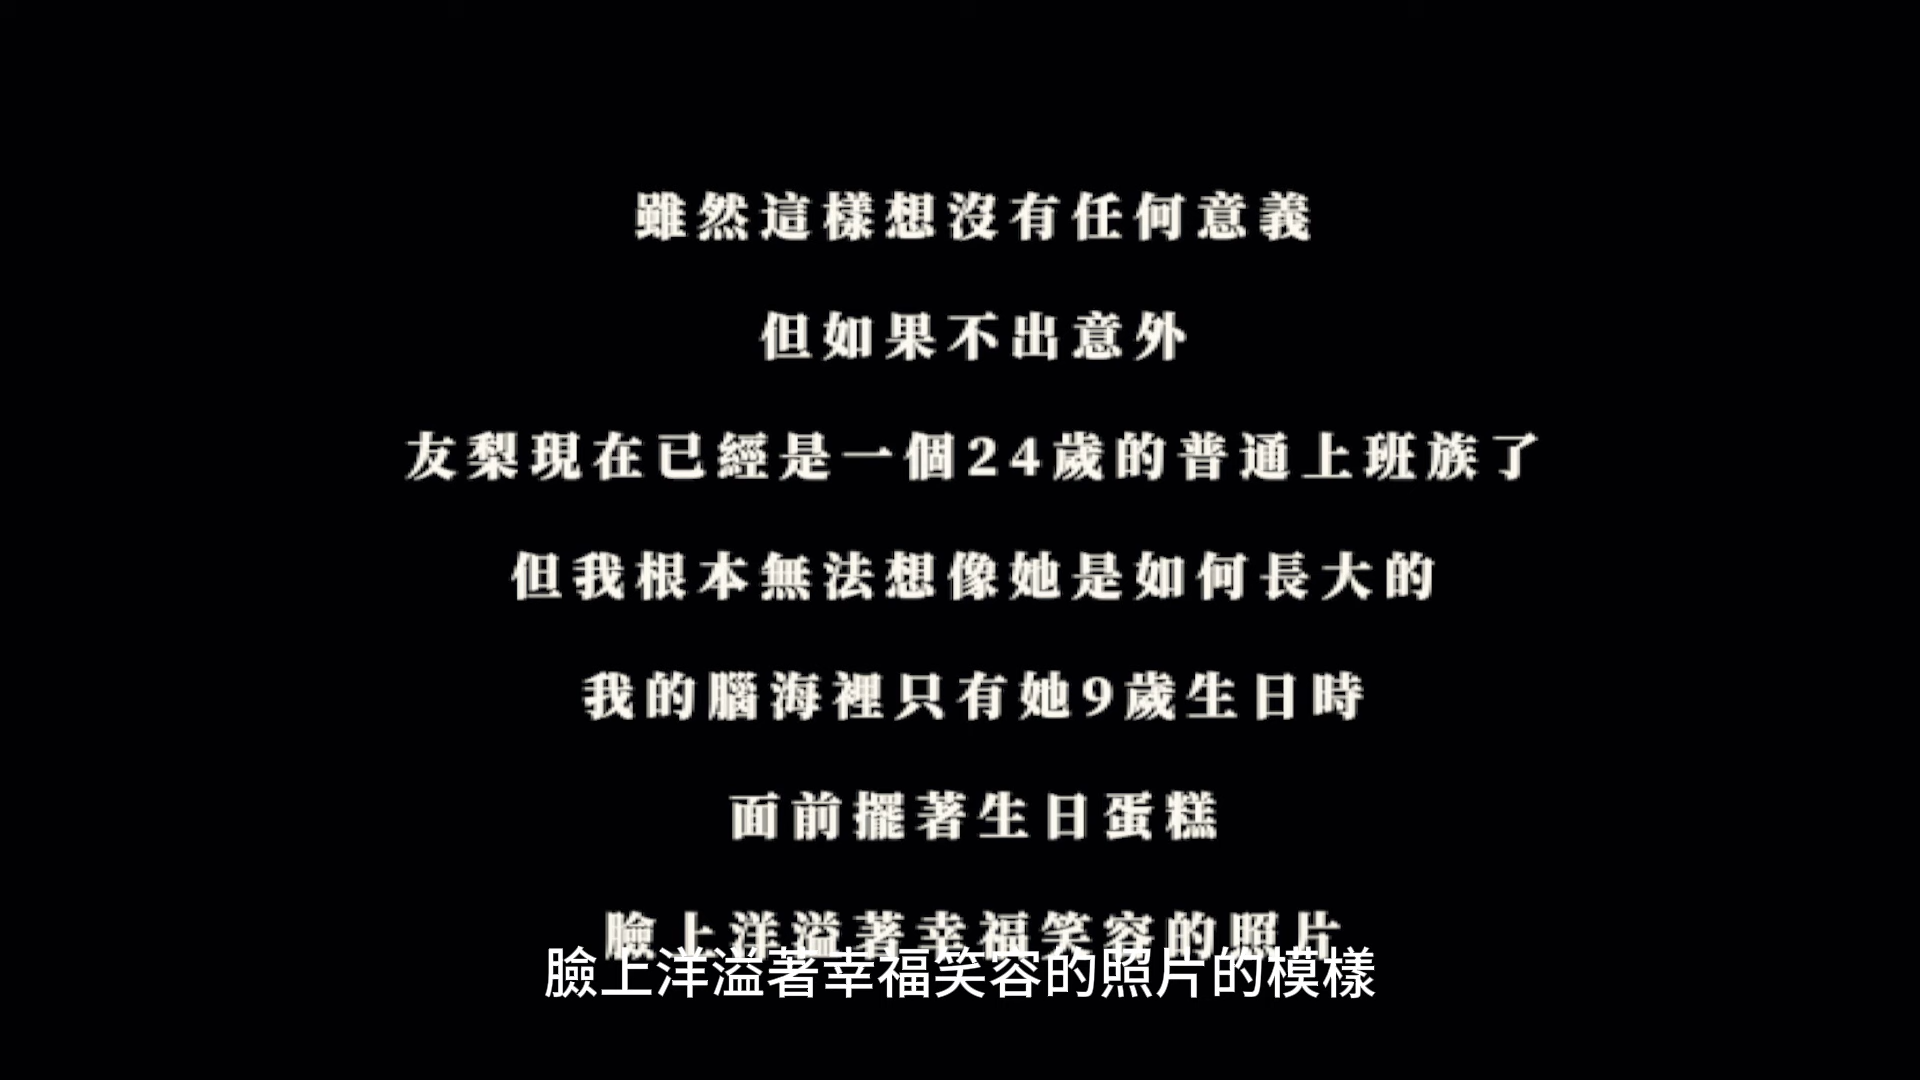 雖然這樣想沒有任何意義
但如果不出意外
友梨現在已經是一個24歲的普通上班族了
但我根本無法想像她是如何長大的
我的腦海裡只有她9歲生日時
面前擺著生日蛋糕
臉上洋溢著幸福笑容的照片
臉上洋溢著幸福笑容的照片的模樣